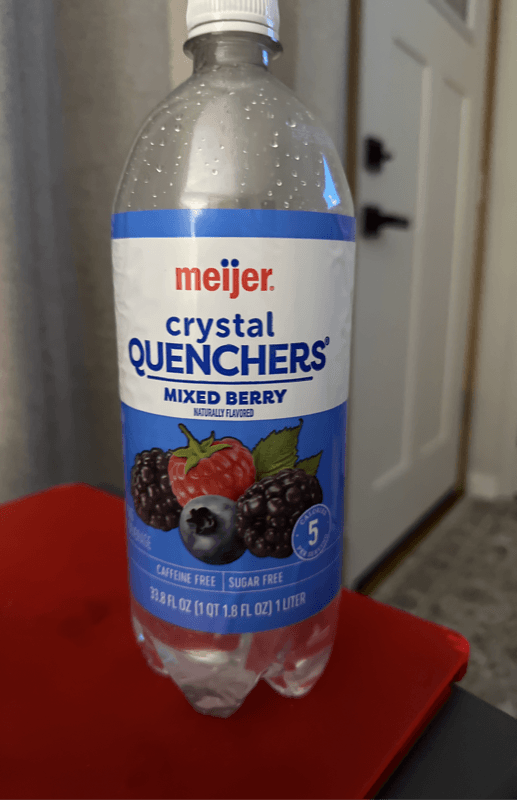 meijer
crystal
QUENCHERS®
MIXED BERRY
NATURALLY FLAVORED
CALORIES
5
CAFFEINE FREE | SUGAR FREE
33.8 FL OZ (1 QT 1.8 FL OZ) 1 LITER